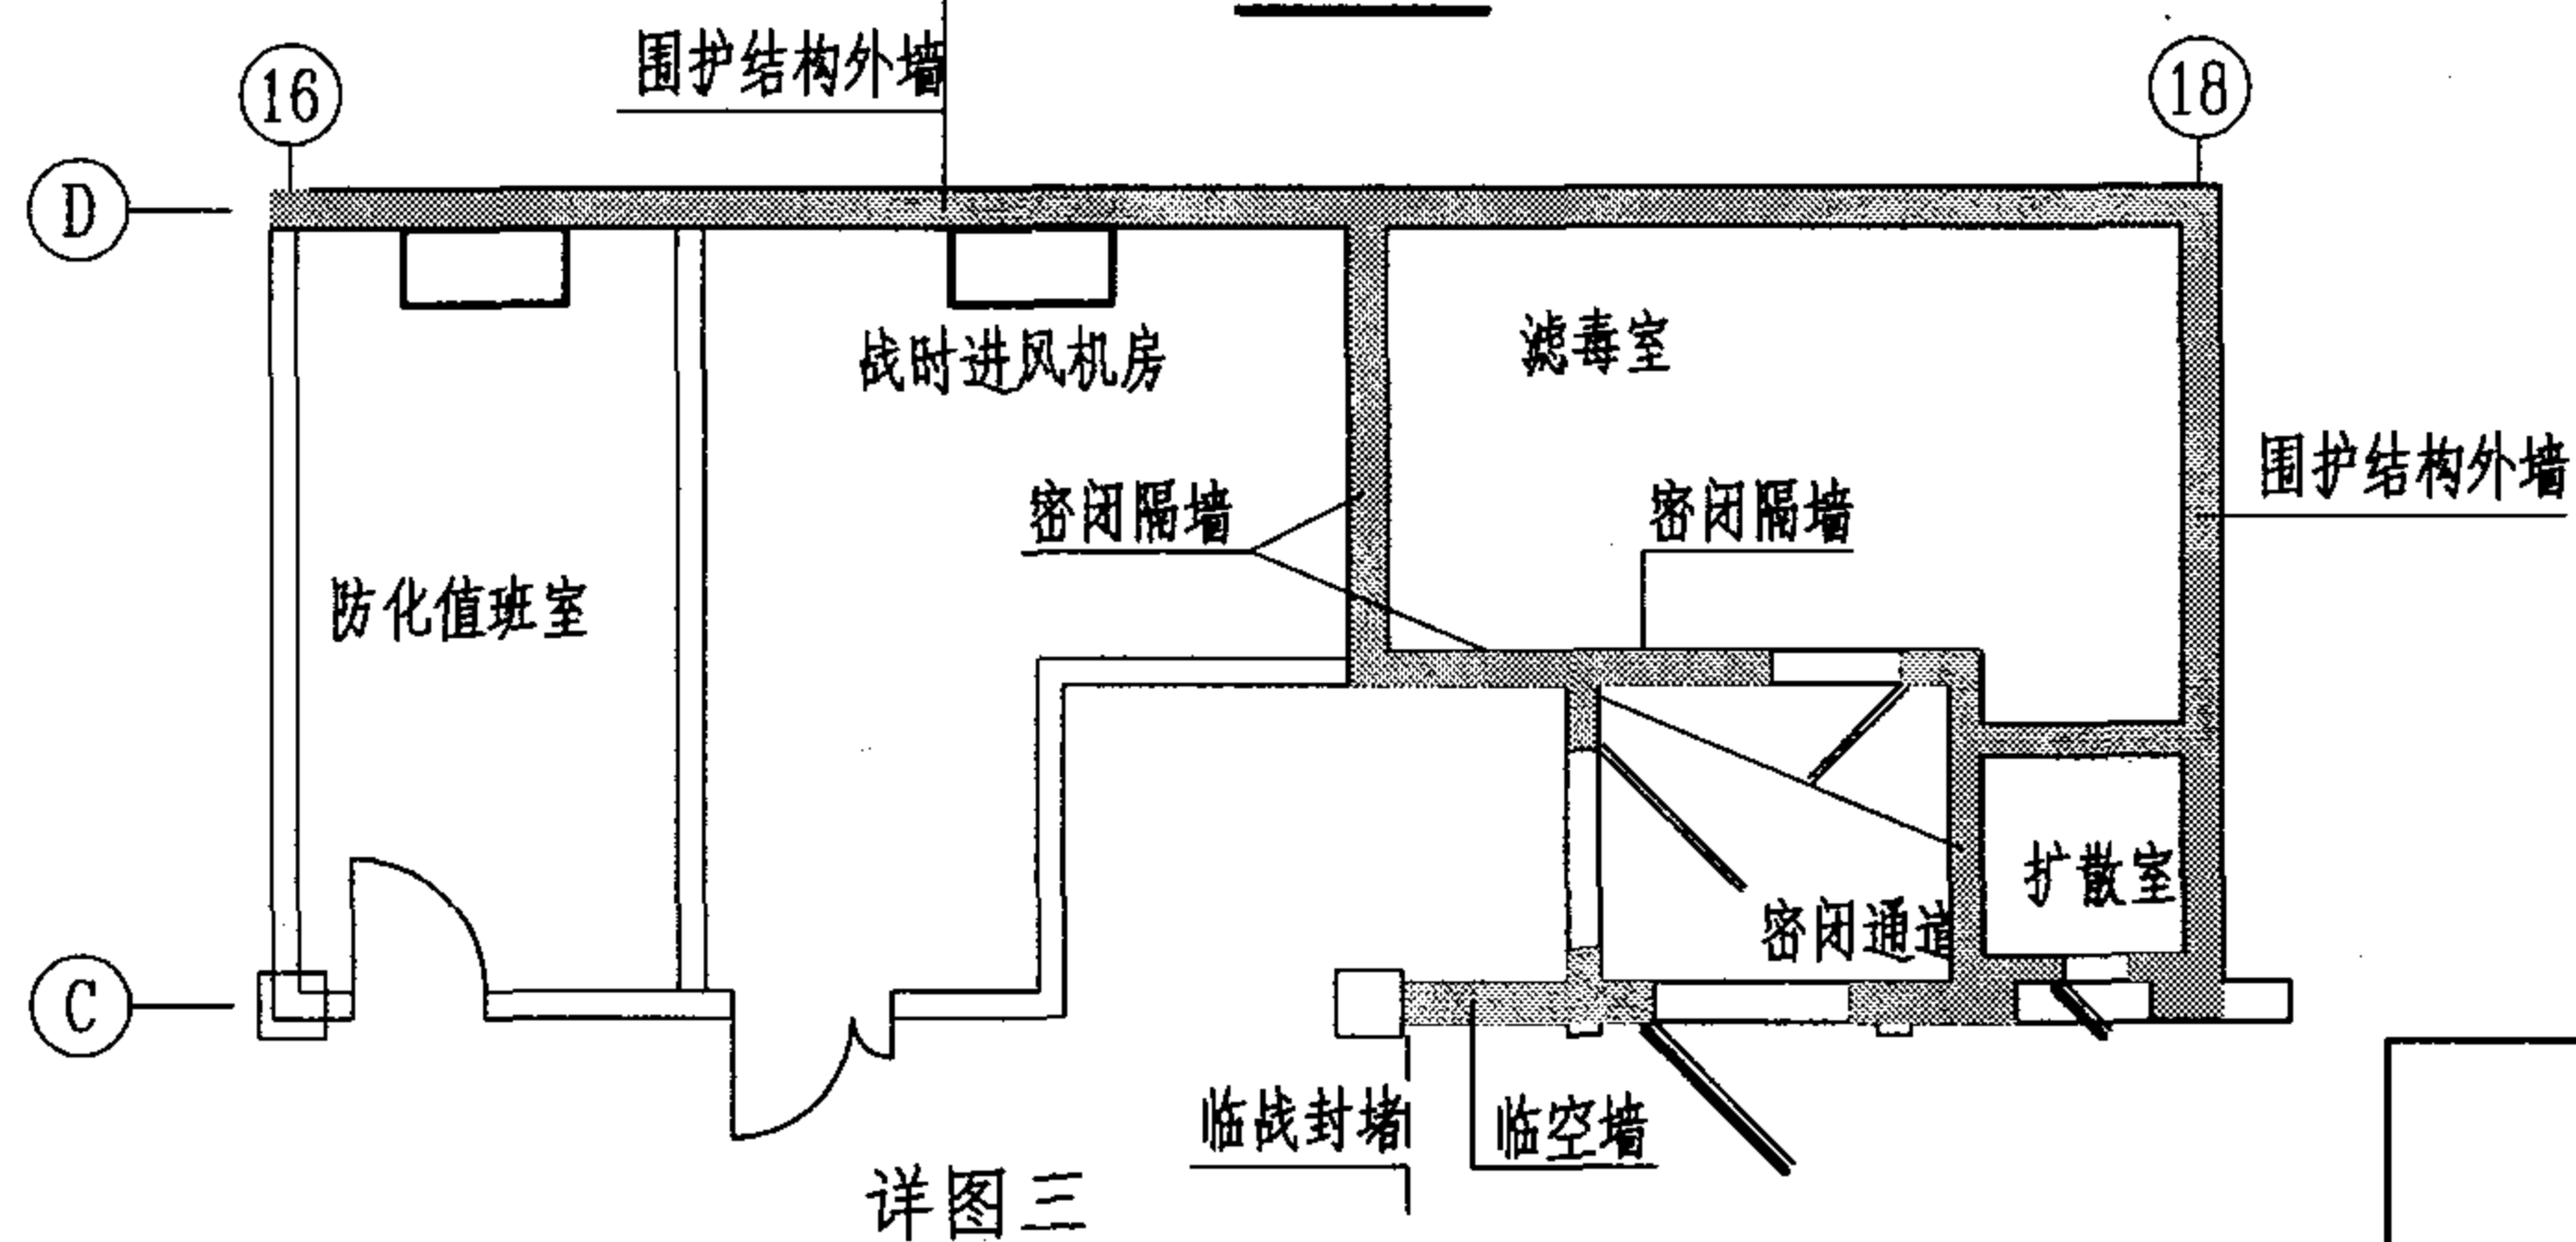 围护结构外墙
16
18
D
战时进风机房
滤毒室
围护结构外墙
密闭隔墙
密闭隔墙
防化值班室
扩散室
密闭通道
C
临战封堵
临空墙
详图三